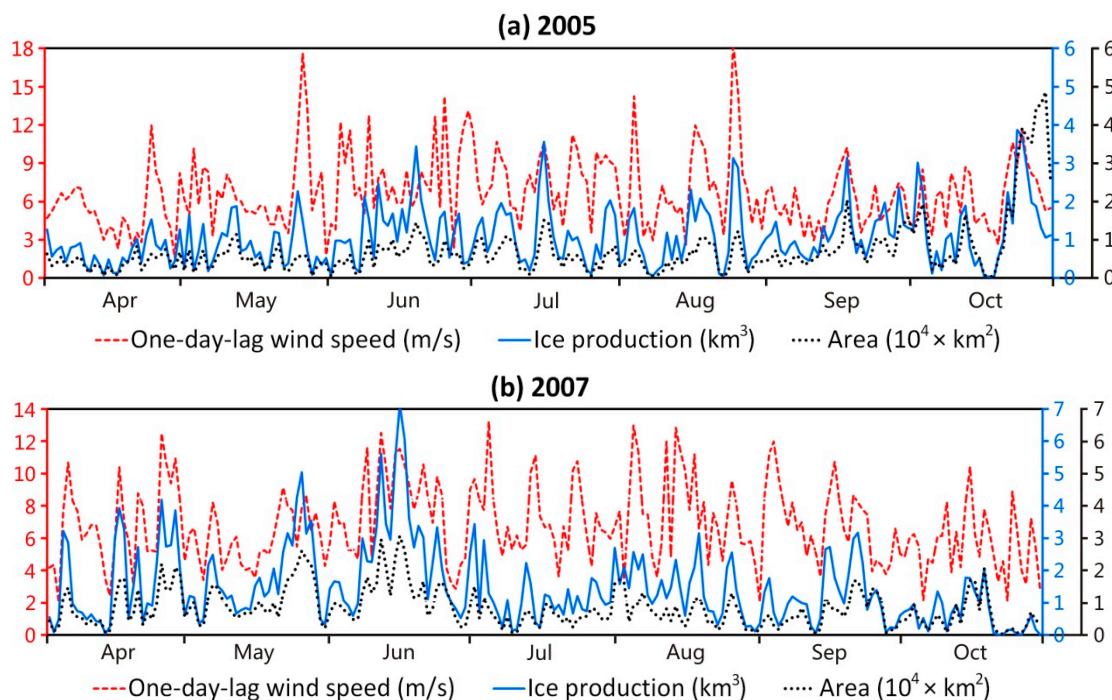 (a) 2005
18 6 6
15 5 5
12 4 4
9 3 3
6 2 2
3 1 1
0 0 0
Apr May Jun Jul Aug Sep Oct
One-day-lag wind speed (m/s) Ice production (km³) Area (10⁴ × km²)
(b) 2007
14 7 7
12 6 6
10 5 5
8 4 4
6 3 3
4 2 2
2 1 1
0 0 0
Apr May Jun Jul Aug Sep Oct
One-day-lag wind speed (m/s) Ice production (km³) Area (10⁴ × km²)